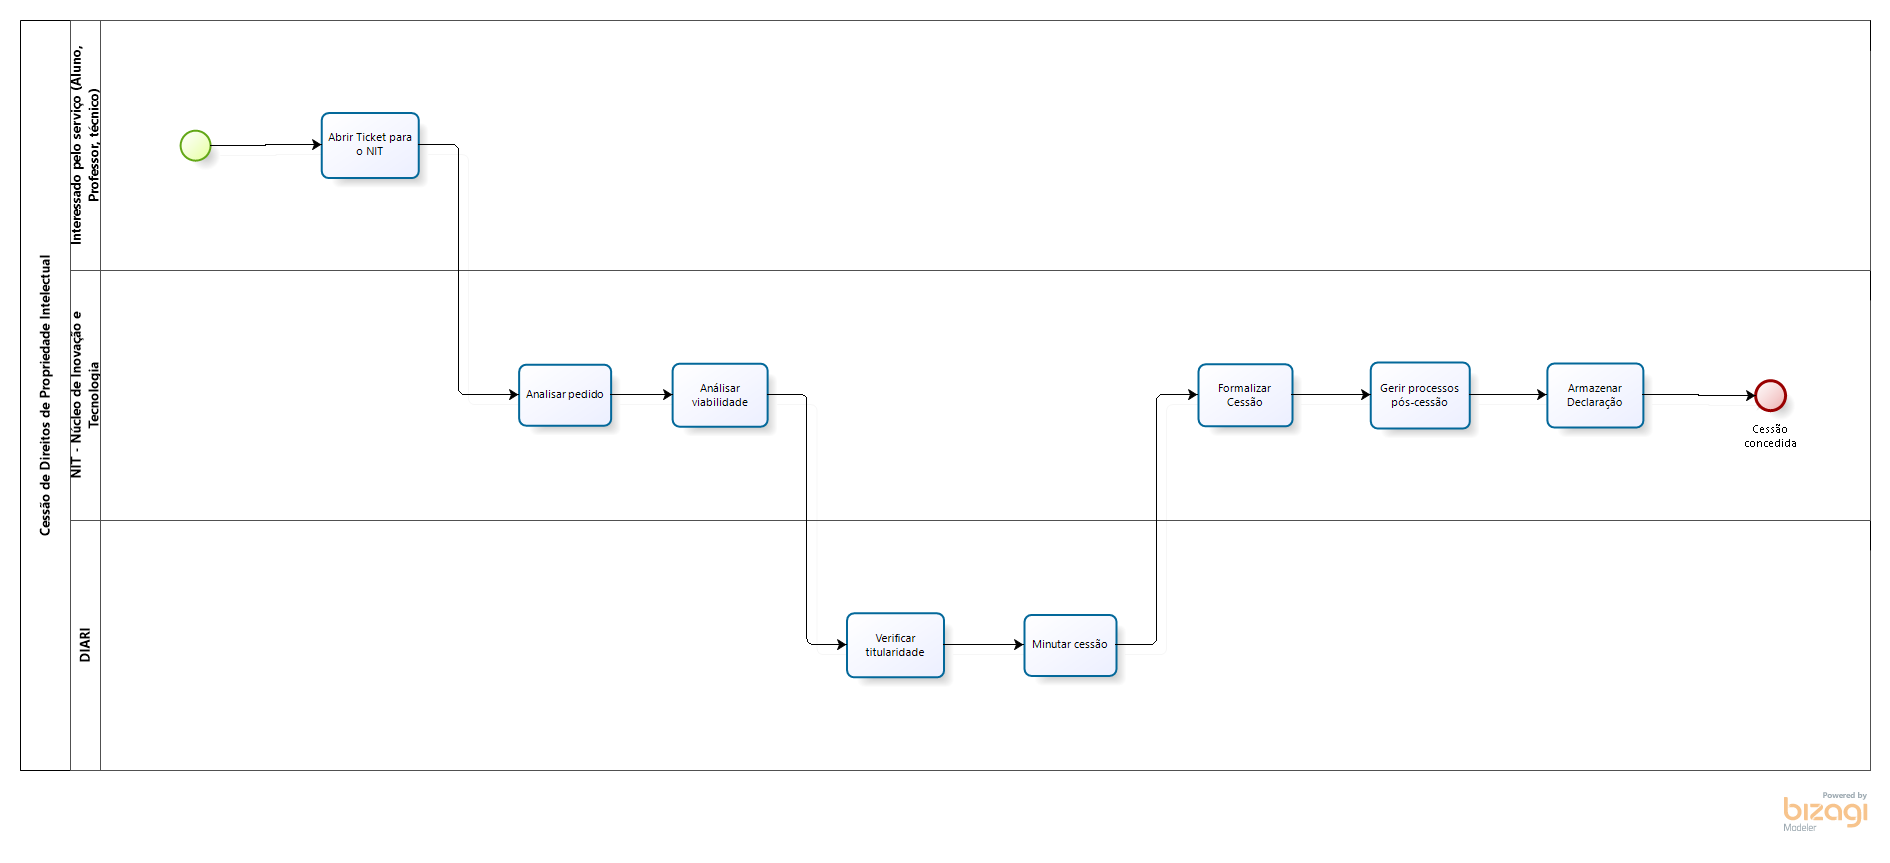 Cessão de Direitos de Propriedade Intelectual
Interessado pelo serviço (Aluno,
Professor, técnico)
Abrir Ticket para
o NIT
NIT - Núcleo de Inovação e
Tecnologia
Analisar pedido
Análisar
viabilidade
Formalizar
Cessão
Gerir processos
pós-cessão
Armazenar
Declaração
Cessão
concedida
DIARI
Verificar
titularidade
Minutar cessão
Powered by
bizagi
Modeler